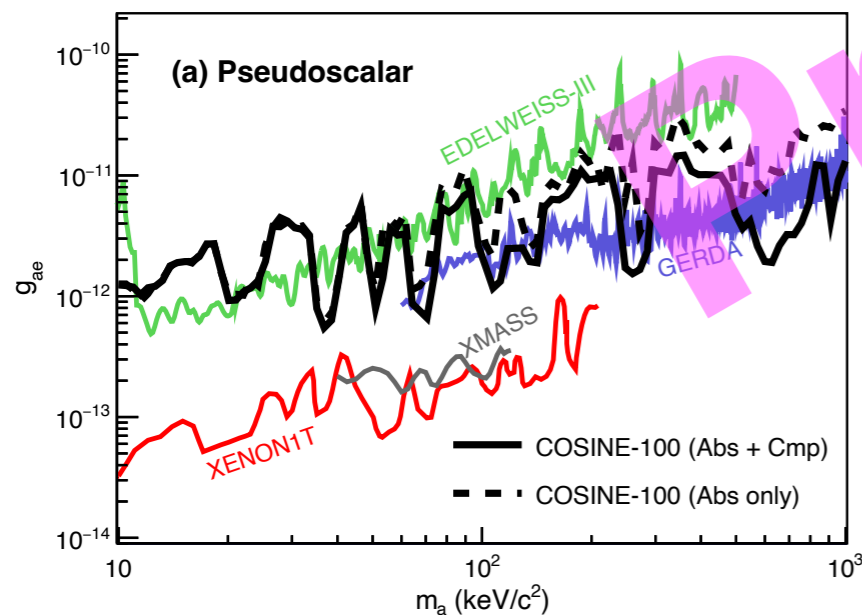 (a) Pseudoscalar
EDELWEISS-III
GERDA
XMASS
XENON1T
COSINE-100 (Abs + Cmp)
COSINE-100 (Abs only)
g_ae
10⁻¹⁰
10⁻¹¹
10⁻¹²
10⁻¹³
10⁻¹⁴
10
10²
10³
m_a (keV/c²)